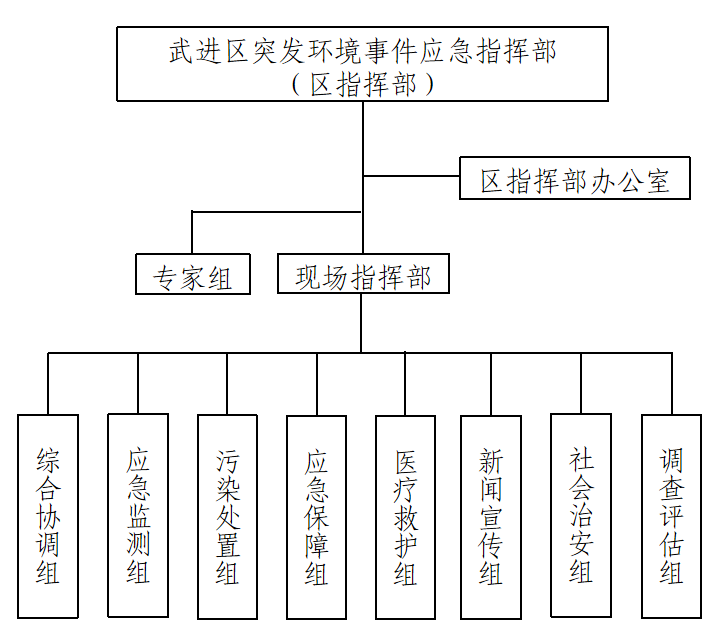 武进区突发环境事件应急指挥部
（区指挥部）
区指挥部办公室
专家组
现场指挥部
综合协调组
应急监测组
污染处置组
应急保障组
医疗救护组
新闻宣传组
社会治安组
调查评估组